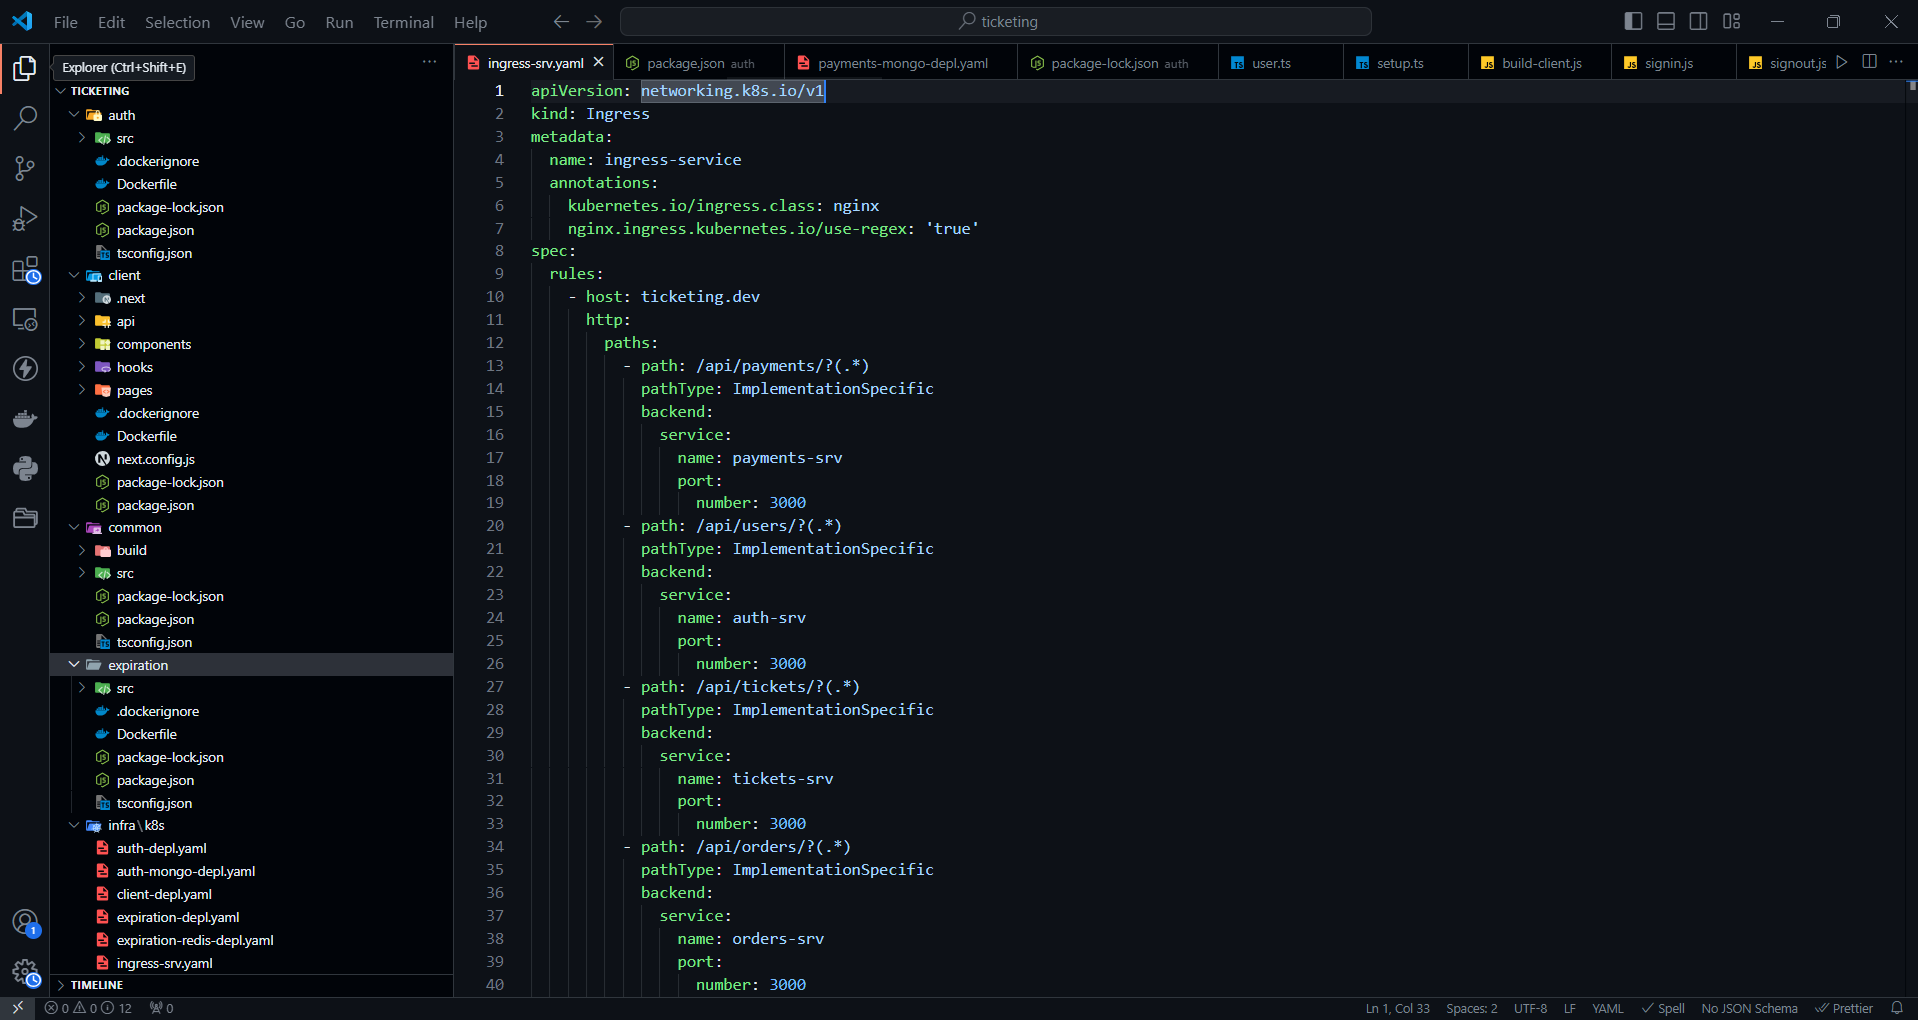 File Edit Selection View Go Run Terminal Help
ticketing
Explorer (Ctrl+Shift+E)
TICKETING
auth
src
.dockerignore
Dockerfile
package-lock.json
package.json
tsconfig.json
client
.next
api
components
hooks
pages
.dockerignore
Dockerfile
next.config.js
package-lock.json
package.json
common
build
src
package-lock.json
package.json
tsconfig.json
expiration
src
.dockerignore
Dockerfile
package-lock.json
package.json
tsconfig.json
infra\k8s
auth-depl.yaml
auth-mongo-depl.yaml
client-depl.yaml
expiration-depl.yaml
expiration-redis-depl.yaml
ingress-srv.yaml
TIMELINE
ingress-srv.yaml package.json auth payments-mongo-depl.yaml package-lock.json auth user.ts setup.ts build-client.js signin.js signout.js
1 apiVersion: networking.k8s.io/v1
2 kind: Ingress
3 metadata:
4 name: ingress-service
5 annotations:
6 kubernetes.io/ingress.class: nginx
7 nginx.ingress.kubernetes.io/use-regex: 'true'
8 spec:
9 rules:
10 - host: ticketing.dev
11 http:
12 paths:
13 - path: /api/payments/?(.*)
14 pathType: ImplementationSpecific
15 backend:
16 service:
17 name: payments-srv
18 port:
19 number: 3000
20 - path: /api/users/?(.*)
21 pathType: ImplementationSpecific
22 backend:
23 service:
24 name: auth-srv
25 port:
26 number: 3000
27 - path: /api/tickets/?(.*)
28 pathType: ImplementationSpecific
29 backend:
30 service:
31 name: tickets-srv
32 port:
33 number: 3000
34 - path: /api/orders/?(.*)
35 pathType: ImplementationSpecific
36 backend:
37 service:
38 name: orders-srv
39 port:
40 number: 3000
1
0 0 12 0 Ln 1, Col 33 Spaces: 2 UTF-8 LF YAML Spell No JSON Schema Prettier